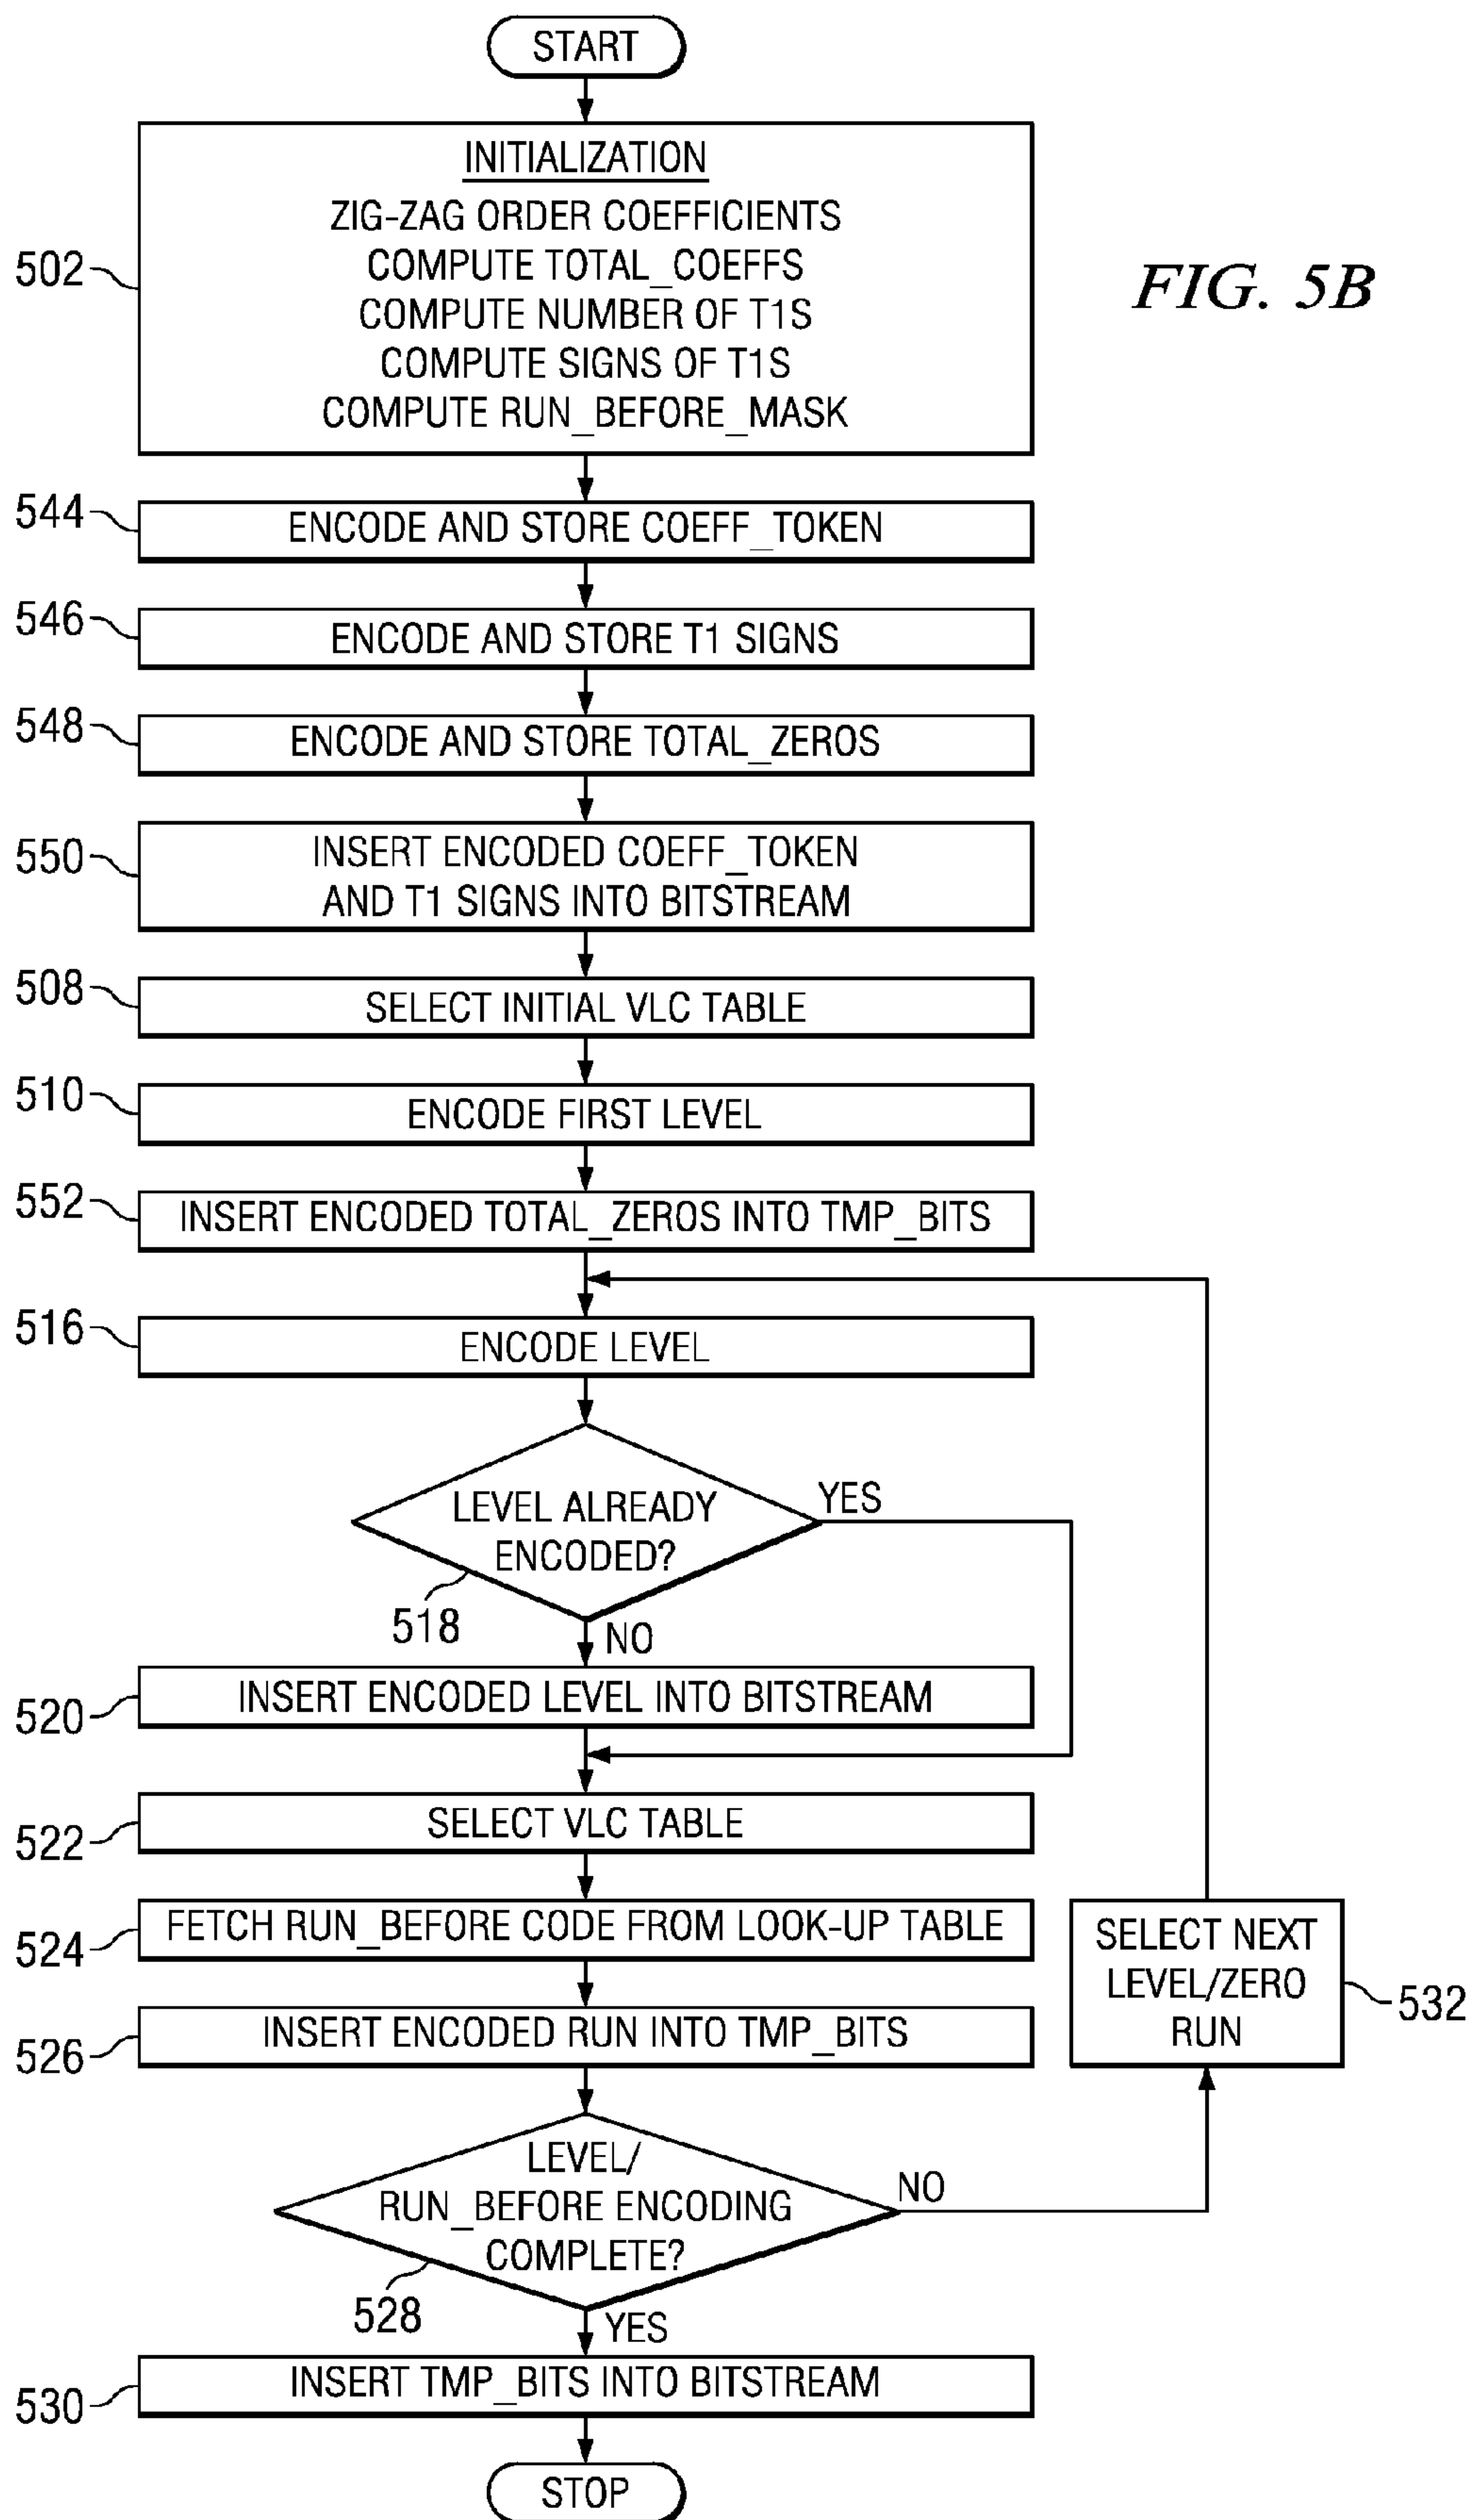 START
FIG. 5B
502
INITIALIZATION
ZIG-ZAG ORDER COEFFICIENTS
COMPUTE TOTAL_COEFFS
COMPUTE NUMBER OF T1S
COMPUTE SIGNS OF T1S
COMPUTE RUN_BEFORE_MASK
544
ENCODE AND STORE COEFF_TOKEN
546
ENCODE AND STORE T1 SIGNS
548
ENCODE AND STORE TOTAL_ZEROS
550
INSERT ENCODED COEFF_TOKEN
AND T1 SIGNS INTO BITSTREAM
508
SELECT INITIAL VLC TABLE
510
ENCODE FIRST LEVEL
552
INSERT ENCODED TOTAL_ZEROS INTO TMP_BITS
516
ENCODE LEVEL
LEVEL ALREADY
ENCODED?
YES
518
NO
520
INSERT ENCODED LEVEL INTO BITSTREAM
522
SELECT VLC TABLE
524
FETCH RUN_BEFORE CODE FROM LOOK-UP TABLE
526
INSERT ENCODED RUN INTO TMP_BITS
SELECT NEXT
LEVEL/ZERO
RUN
532
LEVEL/
RUN_BEFORE ENCODING
COMPLETE?
NO
528
YES
530
INSERT TMP_BITS INTO BITSTREAM
STOP